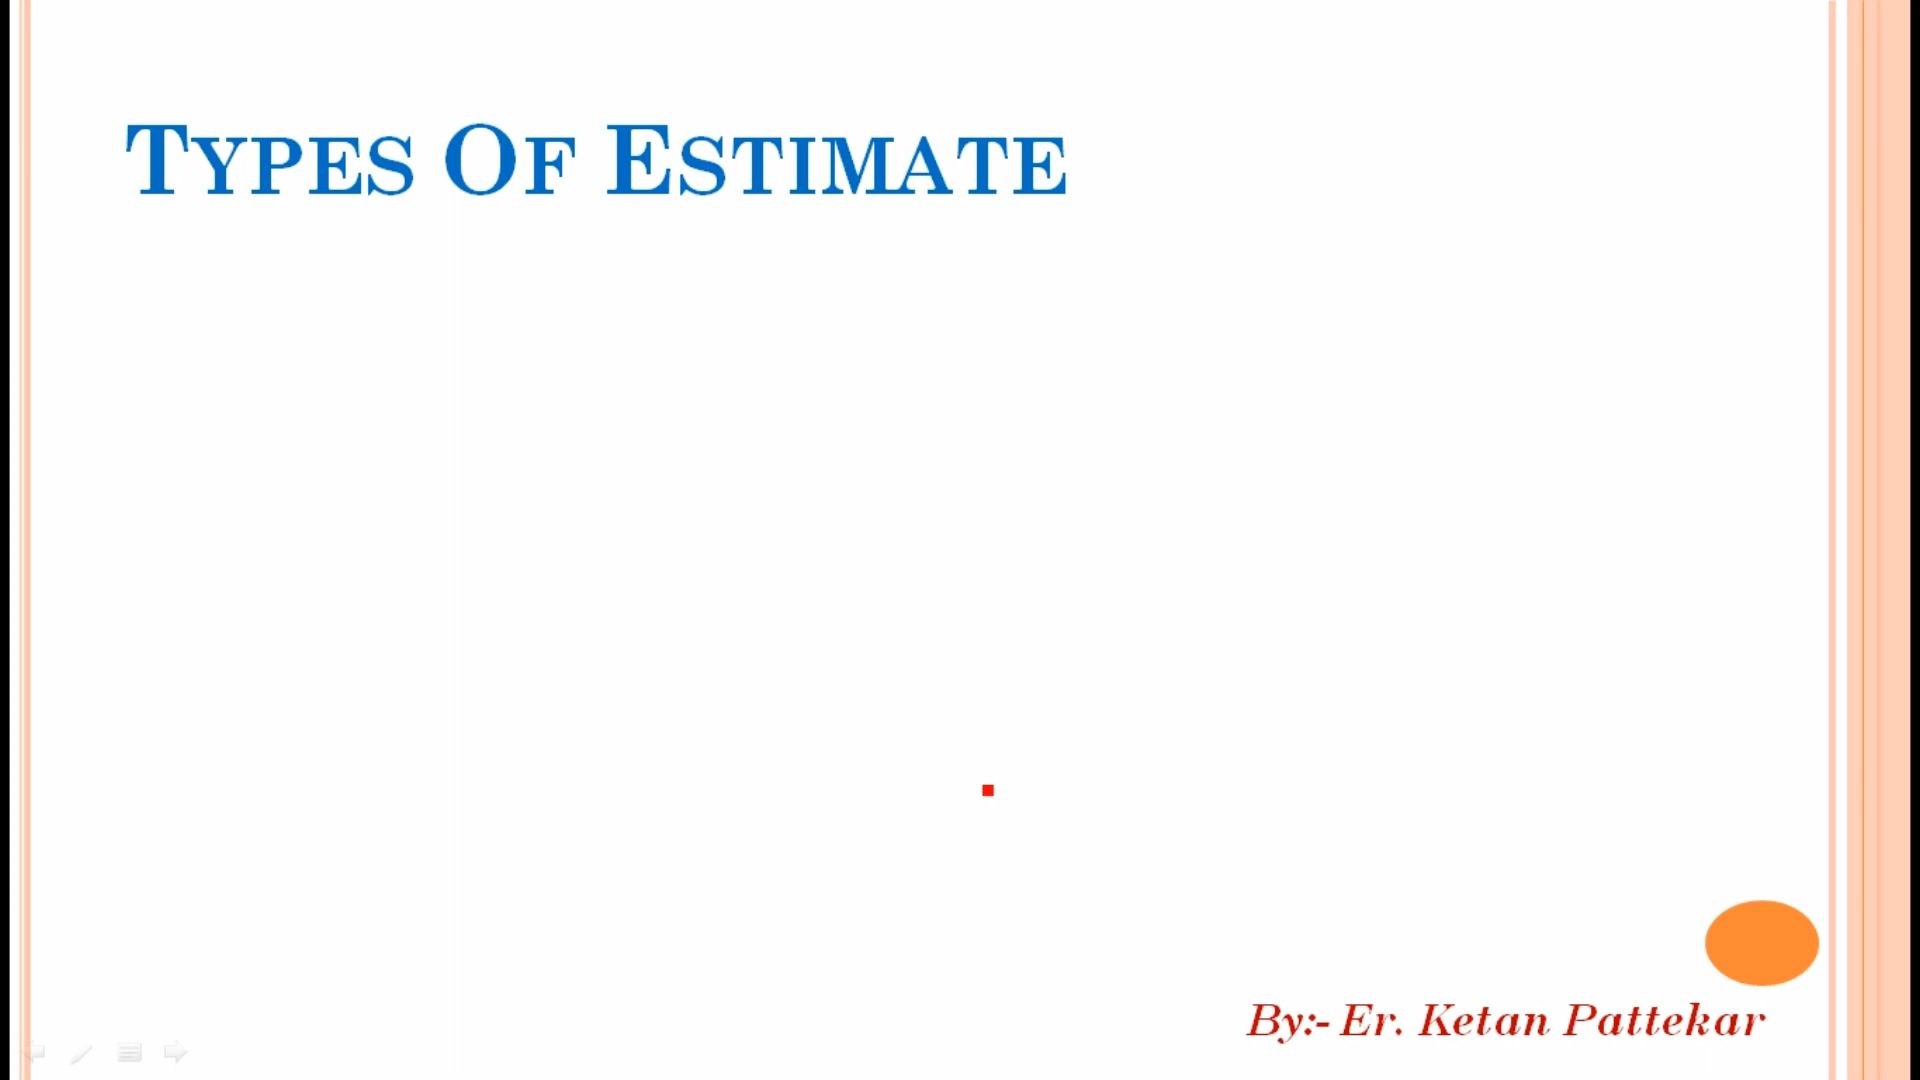 TYPES OF ESTIMATE
By:- Er. Ketan Pattekar